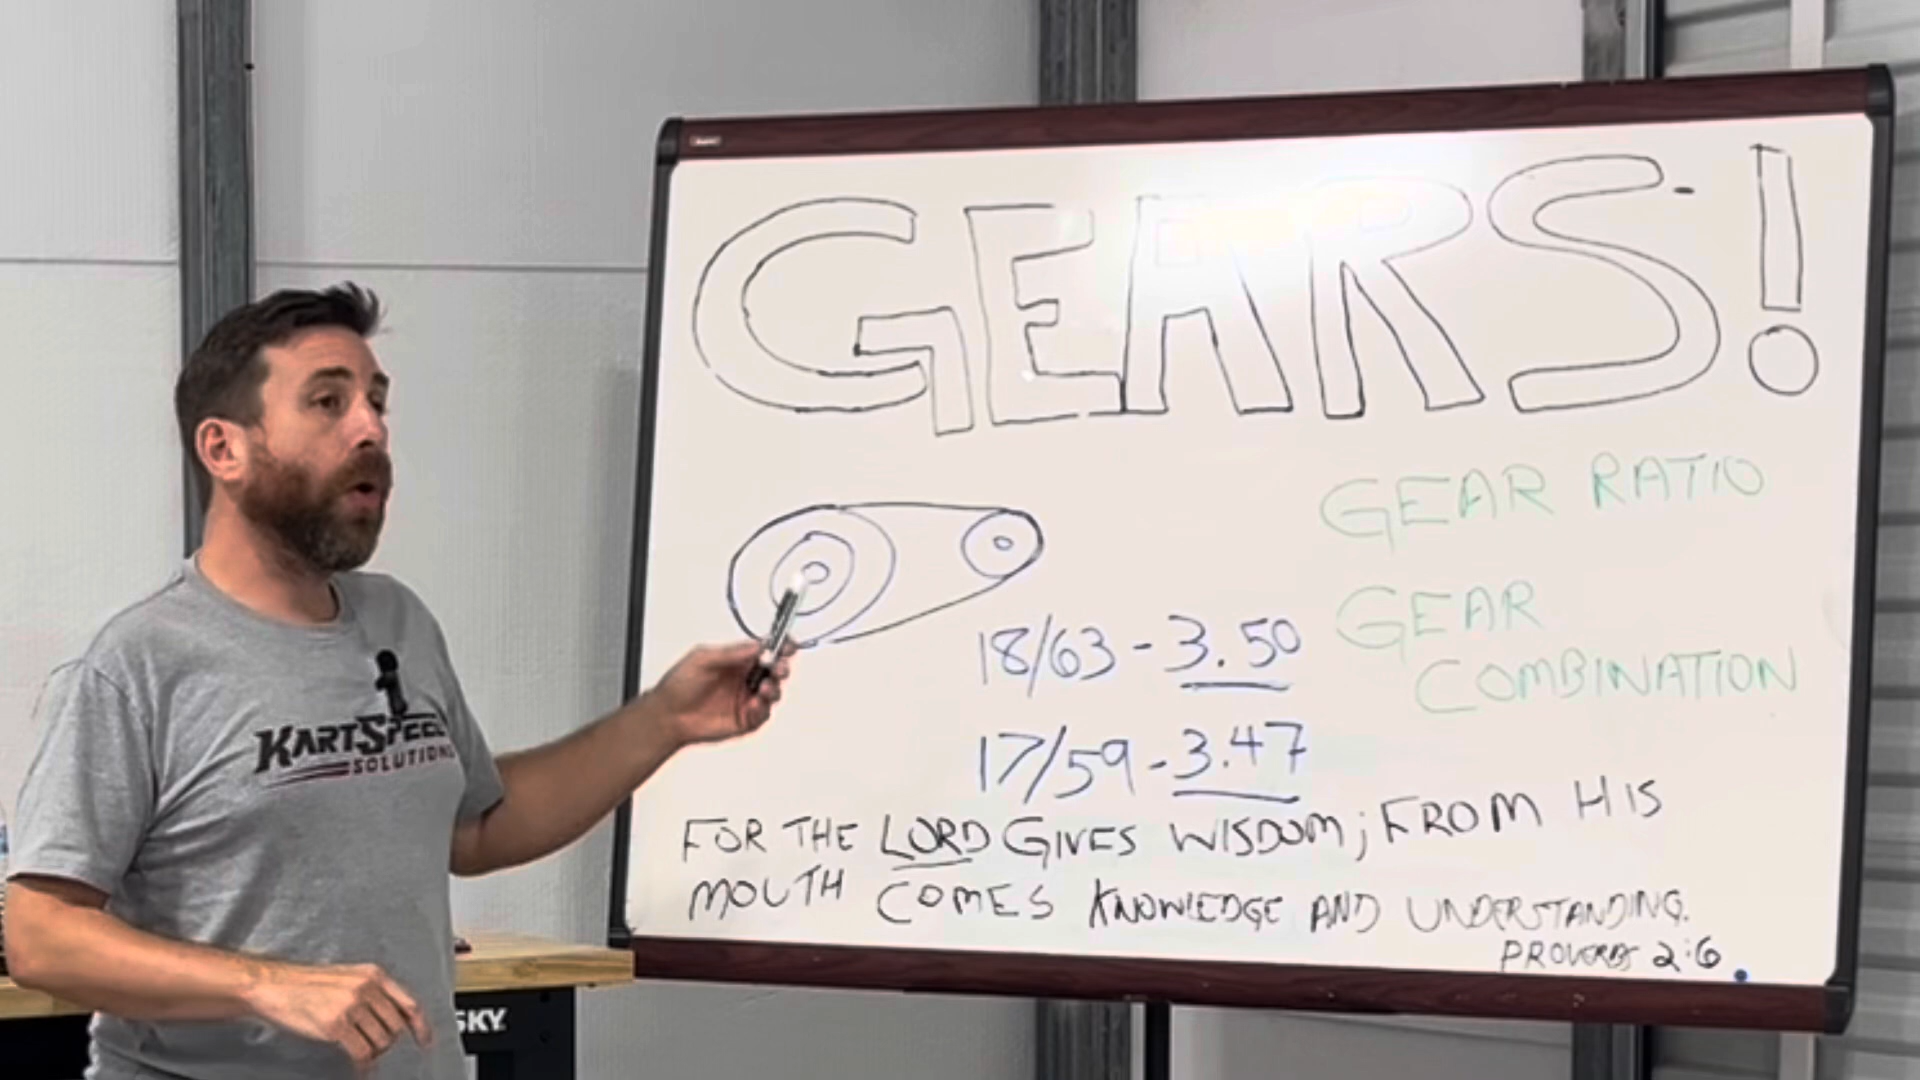 GEARS!
GEAR RATIO
GEAR
COMBINATION
18/63 - 3.50
17/59 - 3.47
FOR THE LORD GIVES WISDOM; FROM HIS
MOUTH COMES KNOWLEDGE AND UNDERSTANDING.
PROVERBS 2:6
KARTSPEED
SOLUTIONS
SKY